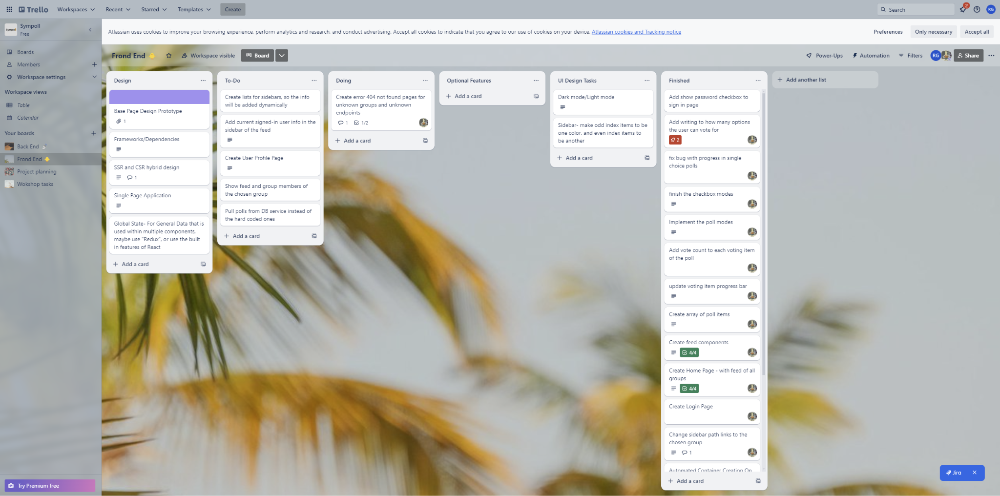 Trello
Workspaces
Recent
Starred
Templates
Create
Search
2
RG
Sympoll
Sympoll
Free
Atlassian uses cookies to improve your browsing experience, perform analytics and research, and conduct advertising. Accept all cookies to indicate that you agree to our use of cookies on your device. Atlassian cookies and Tracking notice
Preferences
Only necessary
Accept all
Boards
Members
Workspace settings
Workspace views
Table
Calendar
Your boards
Back End
Frond End
Project planning
Wokshop tasks
Try Premium free
Frond End
Workspace visible
Board
Power-Ups
Automation
Filters
RG
Share
Design
Base Page Design Prototype
1
Frameworks/Dependencies
SSR and CSR hybrid design
1
Single Page Application
Global State- For General Data that is
used within multiple components,
maybe use "Redux", or use the built
in features of React
Add a card
To-Do
Create lists for sidebars, so the info
will be added dynamically
Add current signed-in user info in the
sidebar of the feed
Create User Profile Page
Show feed and group members of
the chosen group
Pull polls from DB service instead of
the hard coded ones
Add a card
Doing
Create error 404 not found pages for
unknown groups and unknown
endpoints
1
1/2
Add a card
Optional Features
Add a card
UI Design Tasks
Dark mode/Light mode
Sidebar- make odd index items to be
one color, and even index items to
be another
Add a card
Finished
Add show password checkbox to
sign in page
Add writing to how many options
the user can vote for
2
fix bug with progress in single
choice polls
finish the checkbox modes
Implement the poll modes
Add vote count to each voting item
of the poll
update voting item progress bar
Create array of poll items
Create feed components
4/4
Create Home Page - with feed of all
groups
4/4
Create Login Page
Change sidebar path links to the
chosen group
1
Automated Container Creation On
Add a card
Add another list
Jira